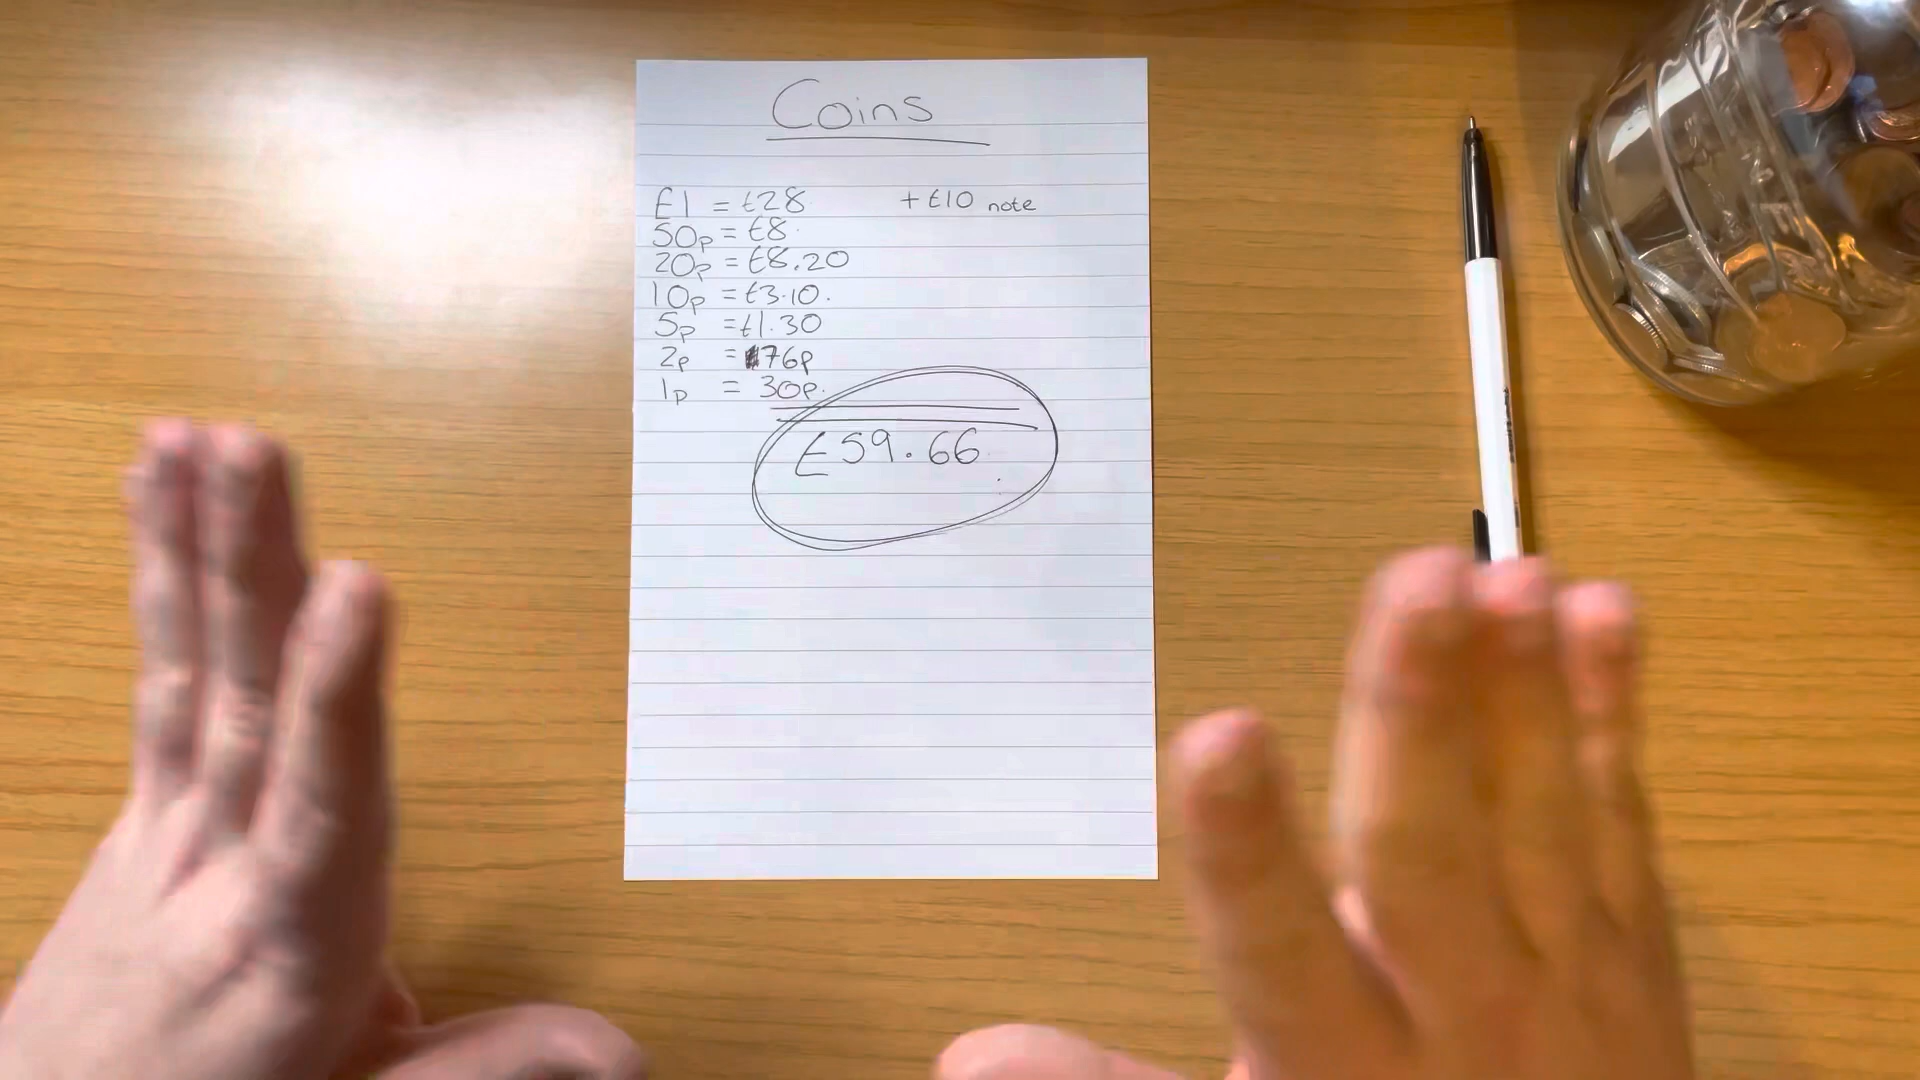 Coins
£1 = £28 + £10 note
50p = £8.
20p = £8.20
10p = £3.10.
5p = £1.30
2p = 76p
1p = 30p.
£59.66